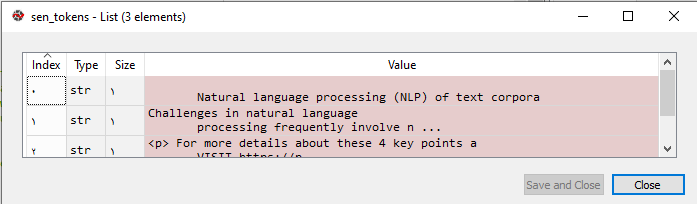 sen_tokens - List (3 elements)
Index Type Size Value
٠ str ١ Natural language processing (NLP) of text corpora
١ str ١ Challenges in natural language
processing frequently involve n ...
٢ str ١ <p> For more details about these 4 key points a
Save and Close Close